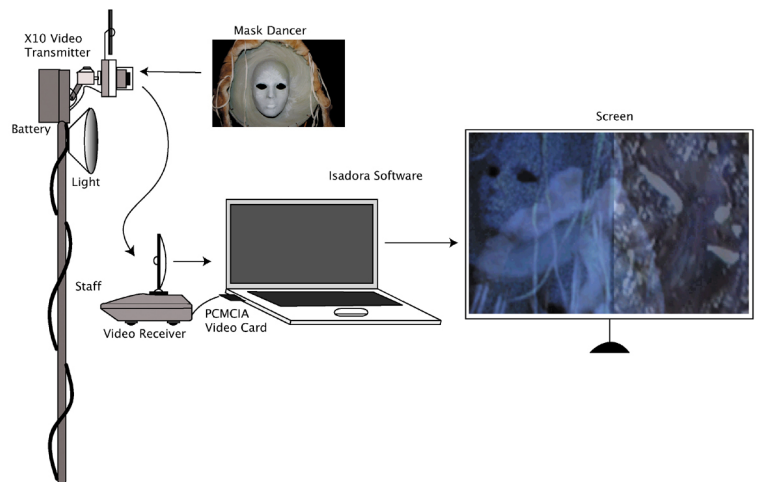 X10 Video
Transmitter
Mask Dancer
Battery
Light
Screen
Isadora Software
Staff
Video Receiver
PCMCIA
Video Card